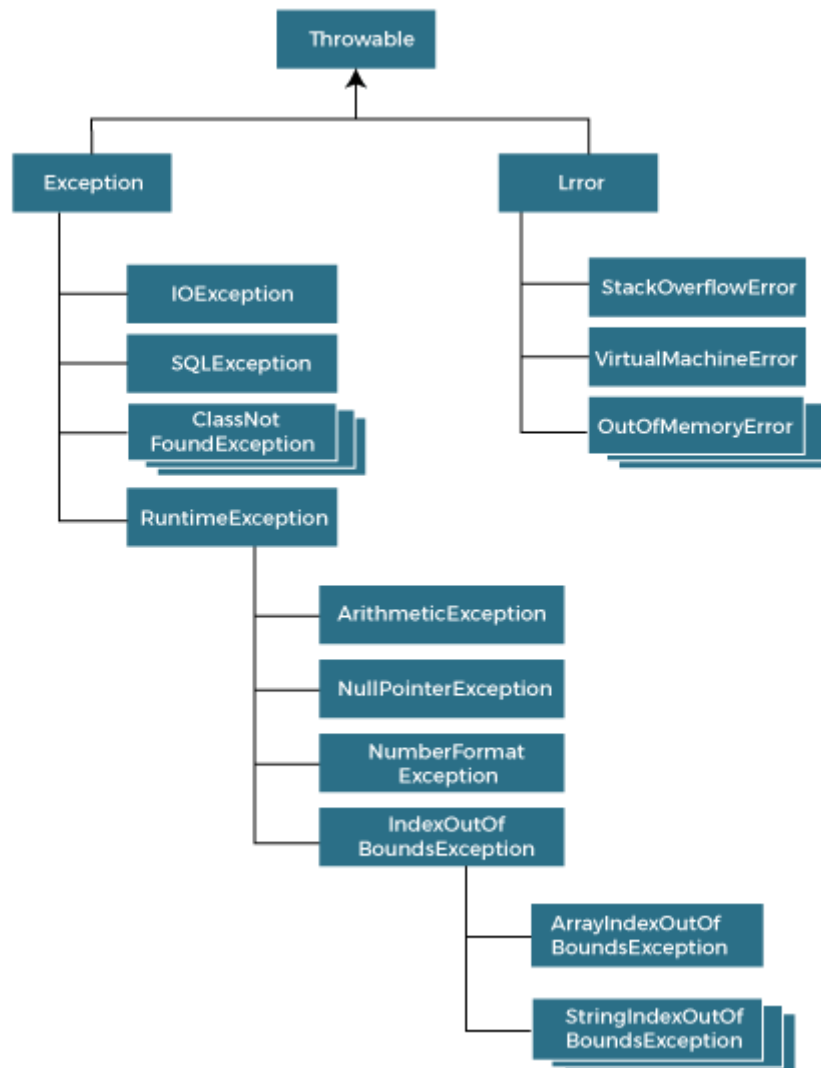 Throwable
Exception
Lrror
IOException
SQLException
ClassNot
FoundException
RuntimeException
StackOverflowError
VirtualMachineError
OutOfMemoryError
ArithmeticException
NullPointerException
NumberFormat
Exception
IndexOutOf
BoundsException
ArrayIndexOutOf
BoundsException
StringIndexOutOf
BoundsException